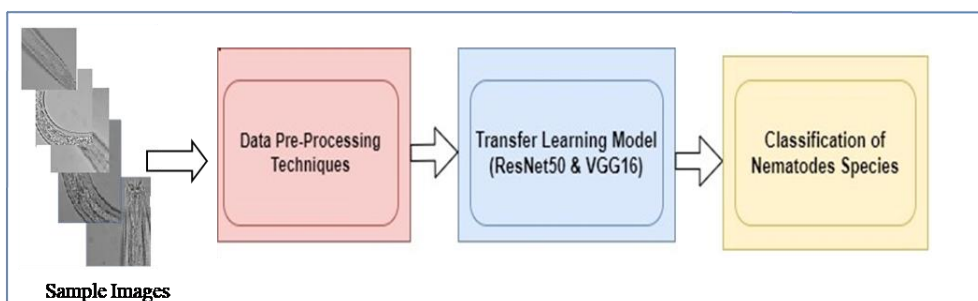 Data Pre-Processing
Techniques
Transfer Learning Model
(ResNet50 & VGG16)
Classification of
Nematodes Species
Sample Images